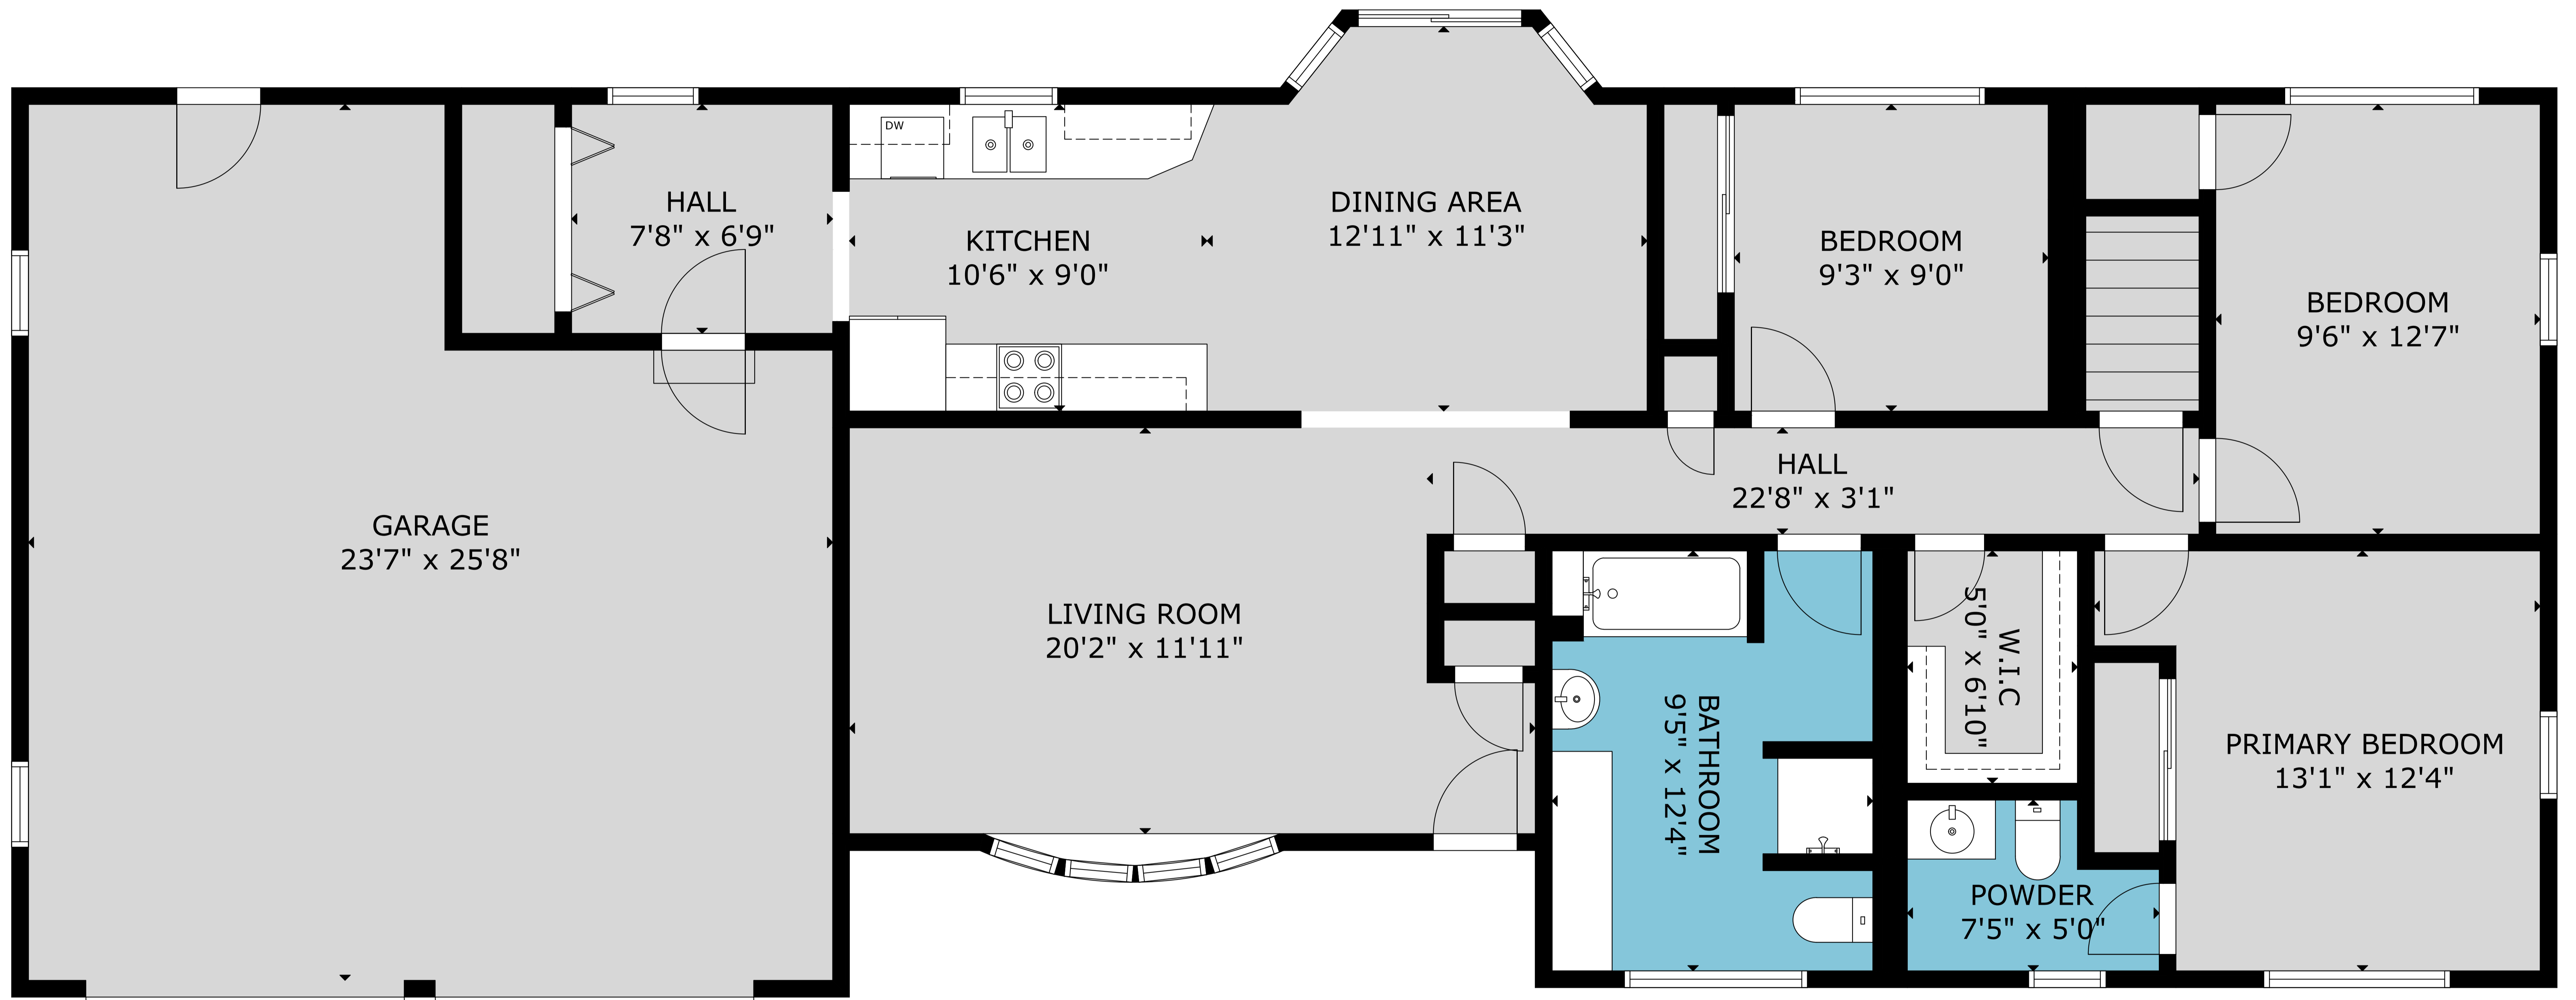 DW
HALL
7'8" x 6'9"
KITCHEN
10'6" x 9'0"
DINING AREA
12'11" x 11'3"
BEDROOM
9'3" x 9'0"
BEDROOM
9'6" x 12'7"
HALL
22'8" x 3'1"
GARAGE
23'7" x 25'8"
LIVING ROOM
20'2" x 11'11"
BATHROOM
9'5" x 12'4"
W.I.C
5'0" x 6'10"
PRIMARY BEDROOM
13'1" x 12'4"
POWDER
7'5" x 5'0"